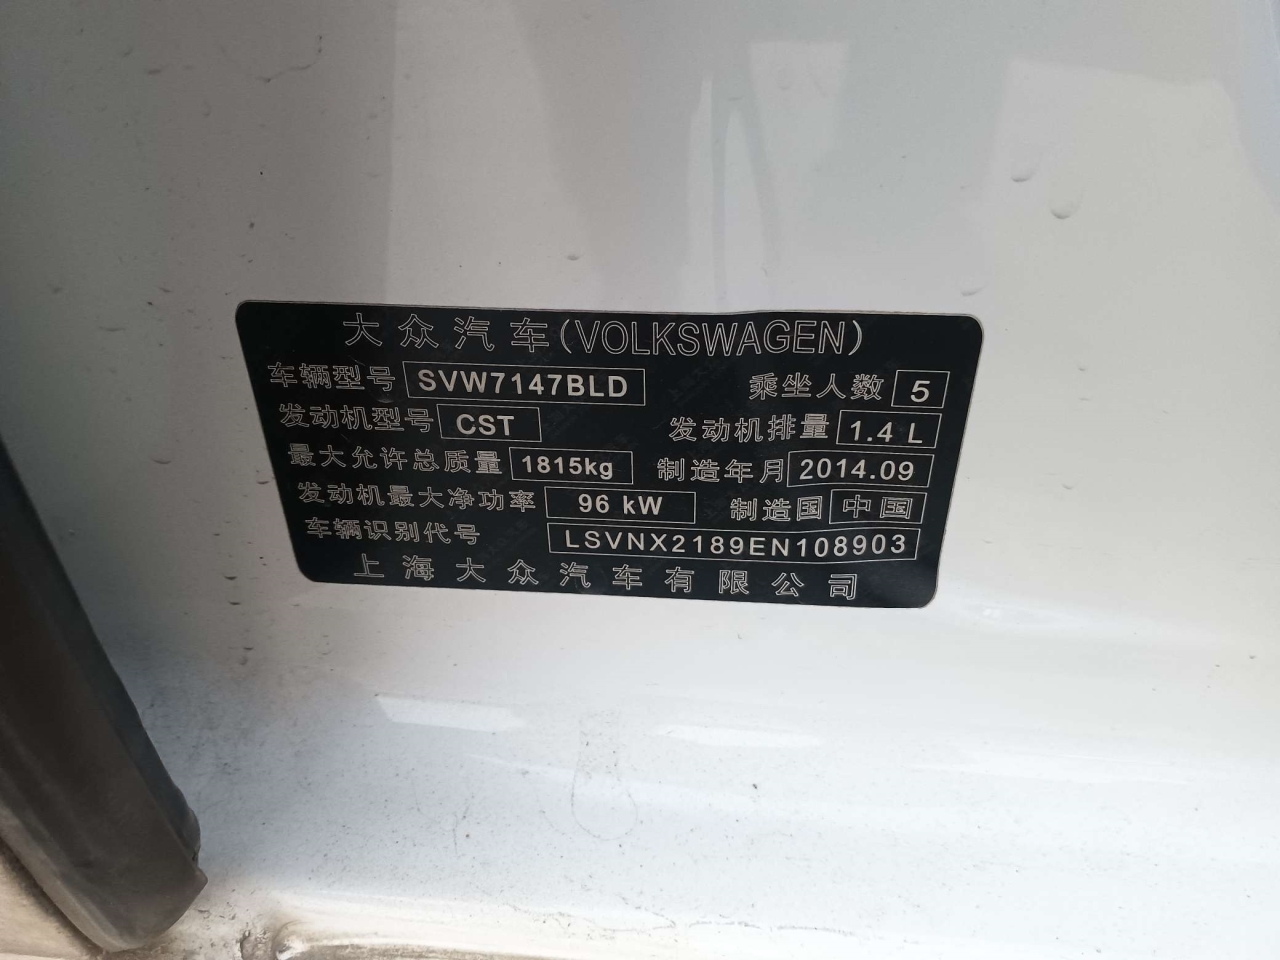 大众汽车(VOLKSWAGEN)
车辆型号 SVW7147BLD 乘坐人数 5
发动机型号 CST 发动机排量 1.4 L
最大允许总质量 1815kg 制造年月 2014.09
发动机最大净功率 96 kW 制造国 中国
车辆识别代号 LSVNX2189EN108903
上海大众汽车有限公司